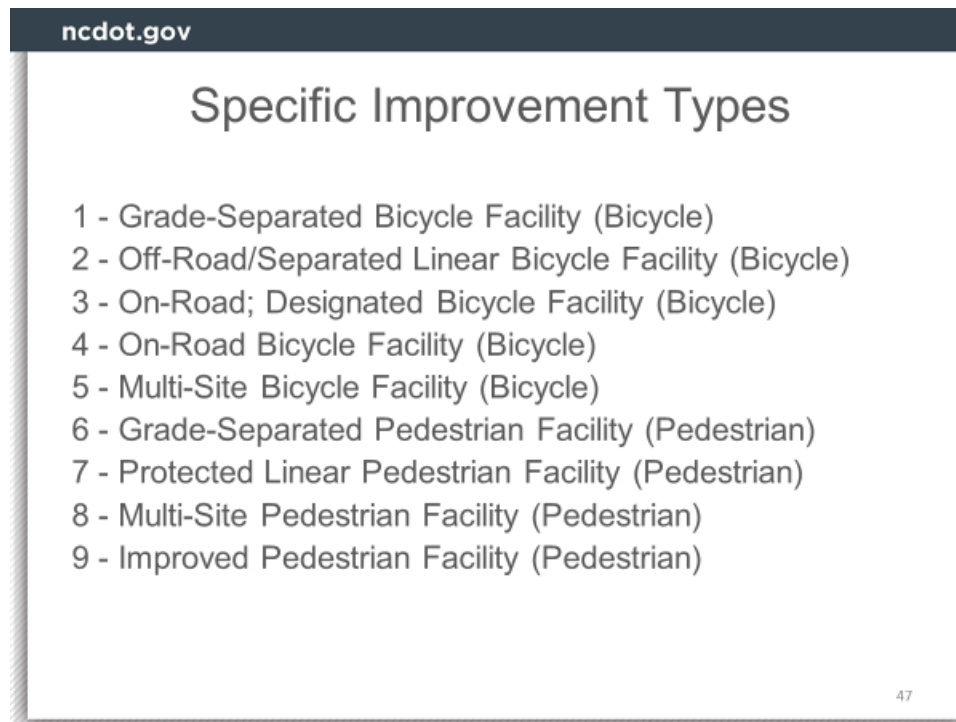 ncdot.gov
Specific Improvement Types
1 - Grade-Separated Bicycle Facility (Bicycle)
2 - Off-Road/Separated Linear Bicycle Facility (Bicycle)
3 - On-Road; Designated Bicycle Facility (Bicycle)
4 - On-Road Bicycle Facility (Bicycle)
5 - Multi-Site Bicycle Facility (Bicycle)
6 - Grade-Separated Pedestrian Facility (Pedestrian)
7 - Protected Linear Pedestrian Facility (Pedestrian)
8 - Multi-Site Pedestrian Facility (Pedestrian)
9 - Improved Pedestrian Facility (Pedestrian)
47